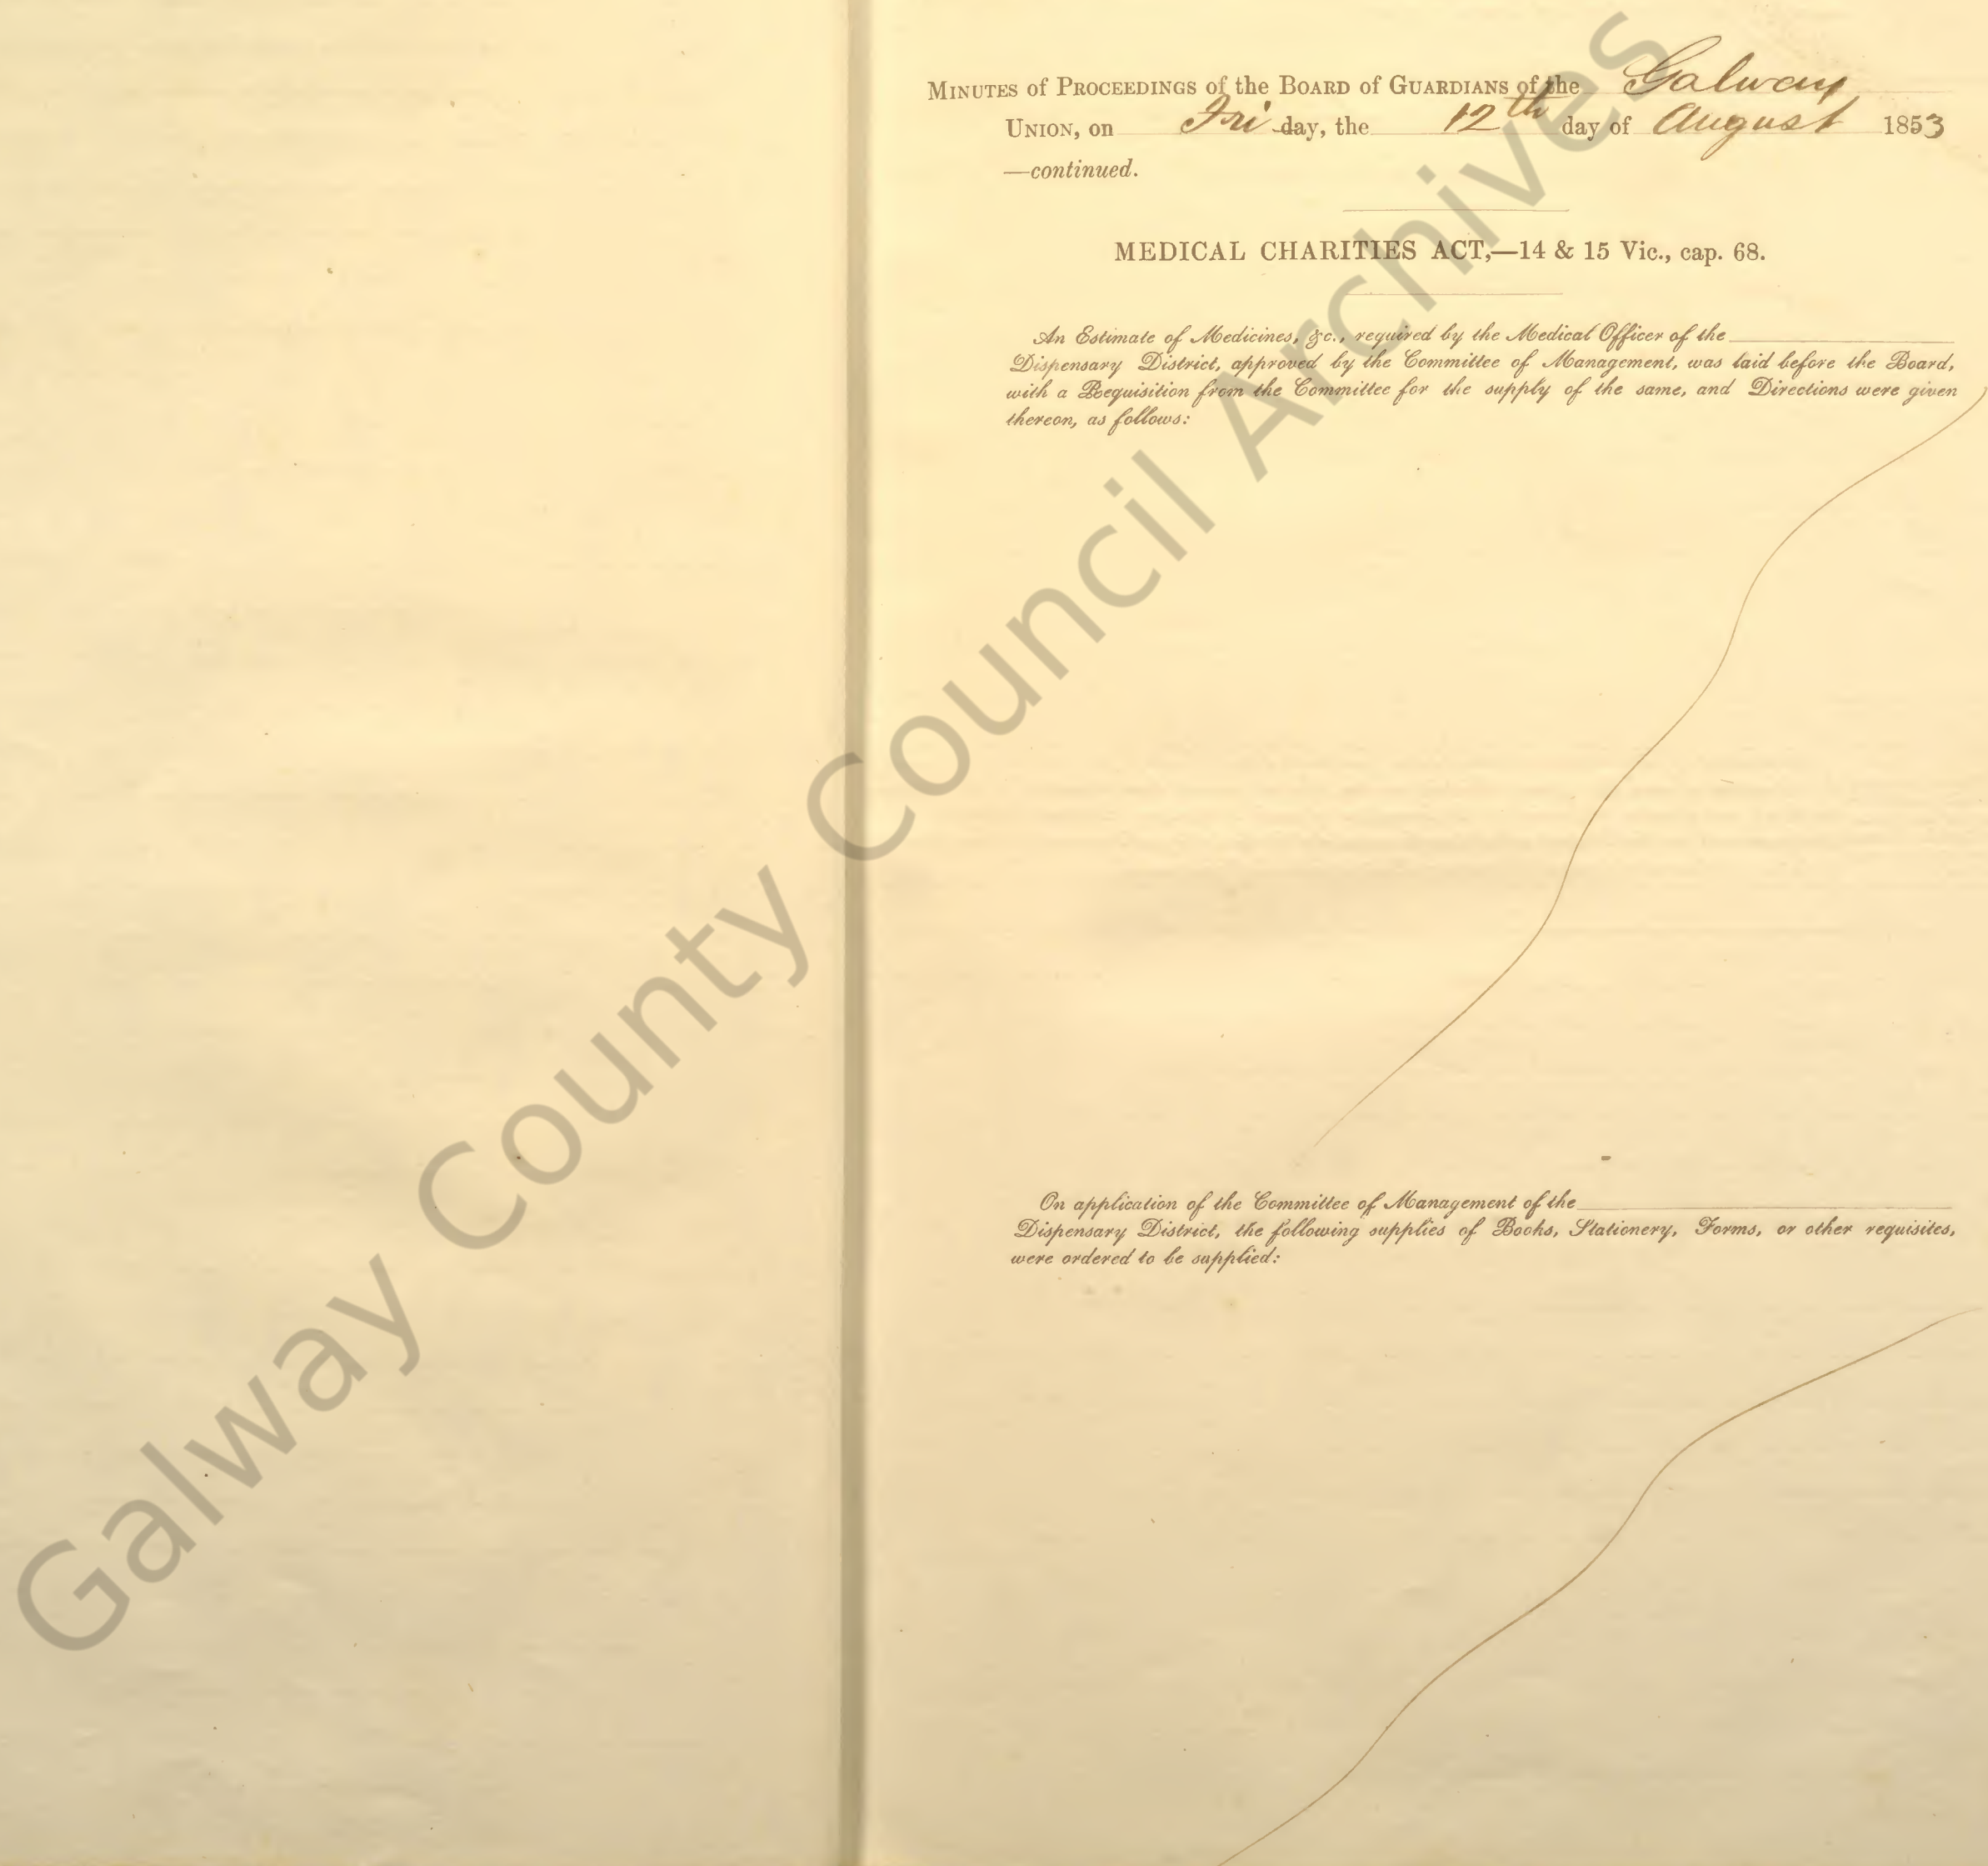 MINUTES of PROCEEDINGS of the BOARD of GUARDIANS of the Galway
UNION, on Friday, the 12th day of August 1853
—continued.
MEDICAL CHARITIES ACT,—14 & 15 Vic., cap. 68.
An Estimate of Medicines, &c., required by the Medical Officer of the
Dispensary District, approved by the Committee of Management, was laid before the Board,
with a Requisition from the Committee for the supply of the same, and Directions were given
thereon, as follows:
On application of the Committee of Management of the
Dispensary District, the following supplies of Books, Stationery, Forms, or other requisites,
were ordered to be supplied:
Galway County Council Archives